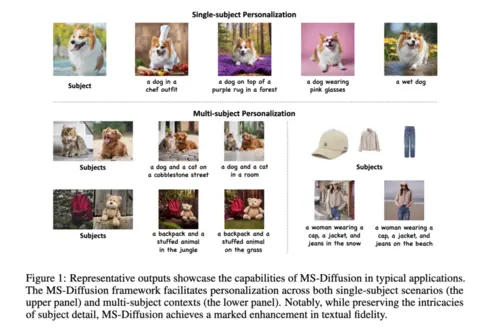 Single-subject Personalization
Subject
a dog in a
chef outfit
a dog on top of a
purple rug in a forest
a dog wearing
pink glasses
a wet dog
Multi-subject Personalization
Subjects
a dog and a cat on
a cobblestone street
a dog and a cat
in a room
Subjects
a backpack and a
stuffed animal
in the jungle
a backpack and a
stuffed animal
on the grass
Subjects
a woman wearing a
cap, a jacket, and
jeans in the snow
a woman wearing a
cap, a jacket, and
jeans on the beach
Figure 1: Representative outputs showcase the capabilities of MS-Diffusion in typical applications.
The MS-Diffusion framework facilitates personalization across both single-subject scenarios (the
upper panel) and multi-subject contexts (the lower panel). Notably, while preserving the intricacies
of subject detail, MS-Diffusion achieves a marked enhancement in textual fidelity.